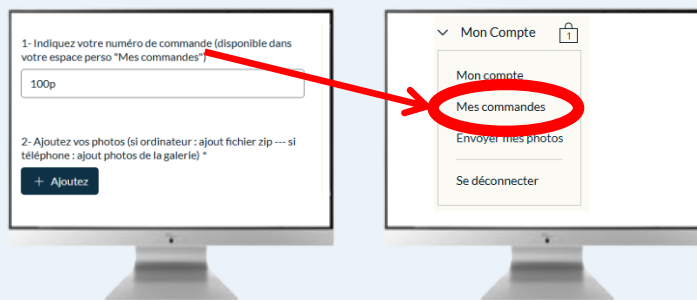 1- Indiquez votre numéro de commande (disponible dans
votre espace perso "Mes commandes")
100p
2- Ajoutez vos photos (si ordinateur : ajout fichier zip --- si
téléphone : ajout photos de la galerie) *
+ Ajoutez
Mon Compte
1
Mon compte
Mes commandes
Envoyer mes photos
Se déconnecter